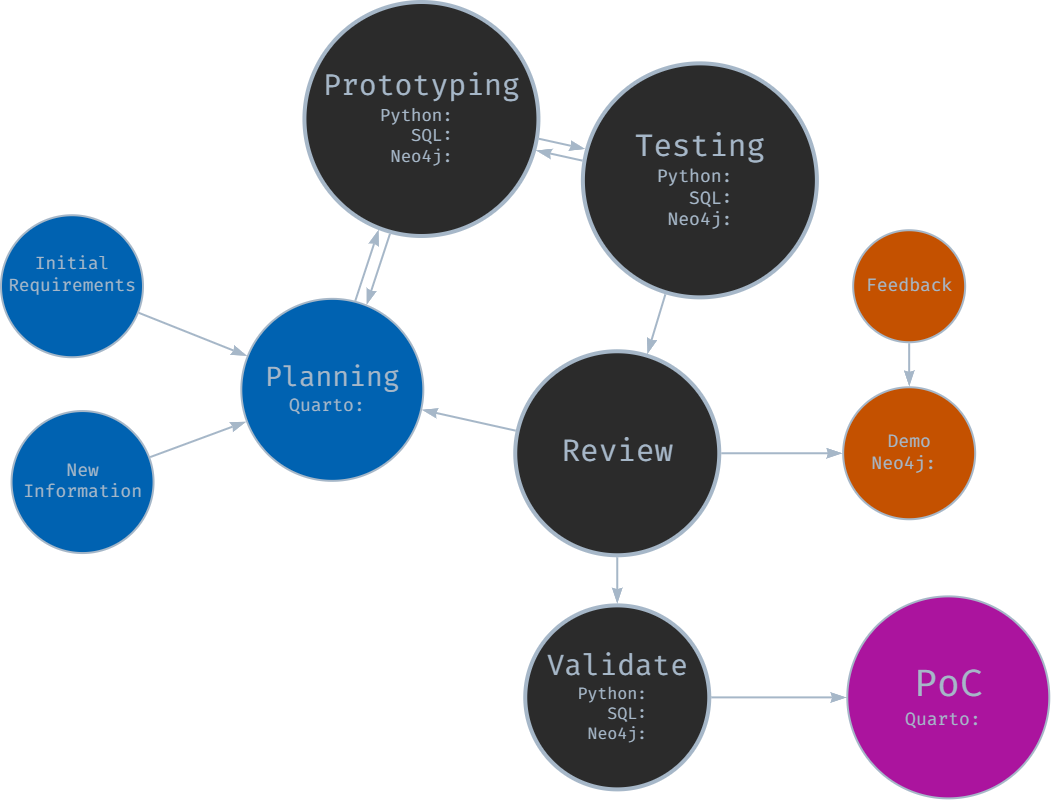 Prototyping
Python:
SQL:
Neo4j:
Testing
Python:
SQL:
Neo4j:
Initial
Requirements
Feedback
Planning
Quarto:
New
Information
Review
Demo
Neo4j:
Validate
Python:
SQL:
Neo4j:
PoC
Quarto: